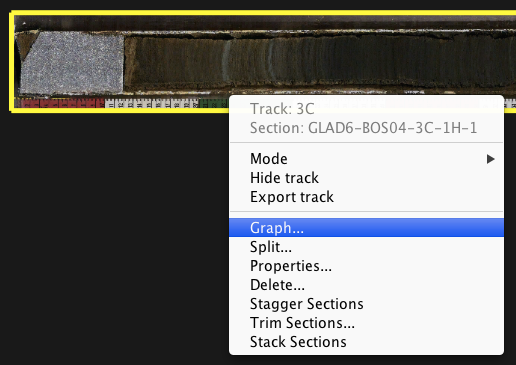 Track: 3C
Section: GLAD6-BOS04-3C-1H-1
Mode
Hide track
Export track
Graph...
Split...
Properties...
Delete...
Stagger Sections
Trim Sections...
Stack Sections